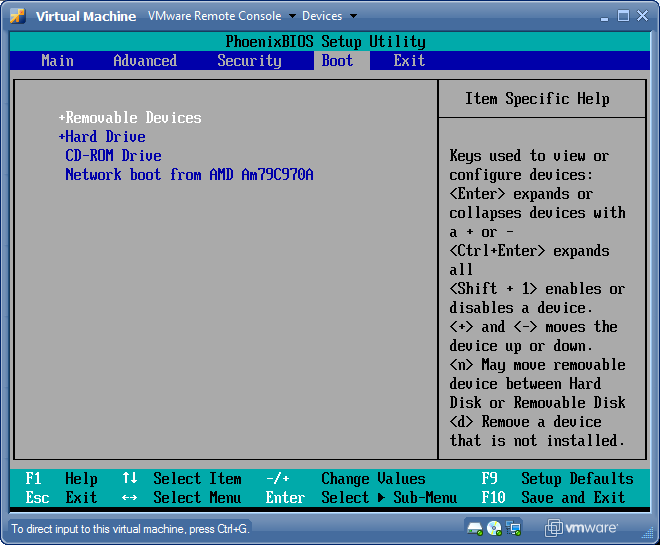 Virtual Machine VMware Remote Console Devices
PhoenixBIOS Setup Utility
Main Advanced Security Boot Exit
+Removable Devices
+Hard Drive
CD-ROM Drive
Network boot from AMD Am79C970A
Item Specific Help
Keys used to view or
configure devices:
<Enter> expands or
collapses devices with
a + or -
<Ctrl+Enter> expands
all
<Shift + 1> enables or
disables a device.
<+> and <-> moves the
device up or down.
<n> May move removable
device between Hard
Disk or Removable Disk
<d> Remove a device
that is not installed.
F1 Help ↑↓ Select Item -/+ Change Values F9 Setup Defaults
Esc Exit ↔ Select Menu Enter Select ▶ Sub-Menu F10 Save and Exit
To direct input to this virtual machine, press Ctrl+G.
vmware